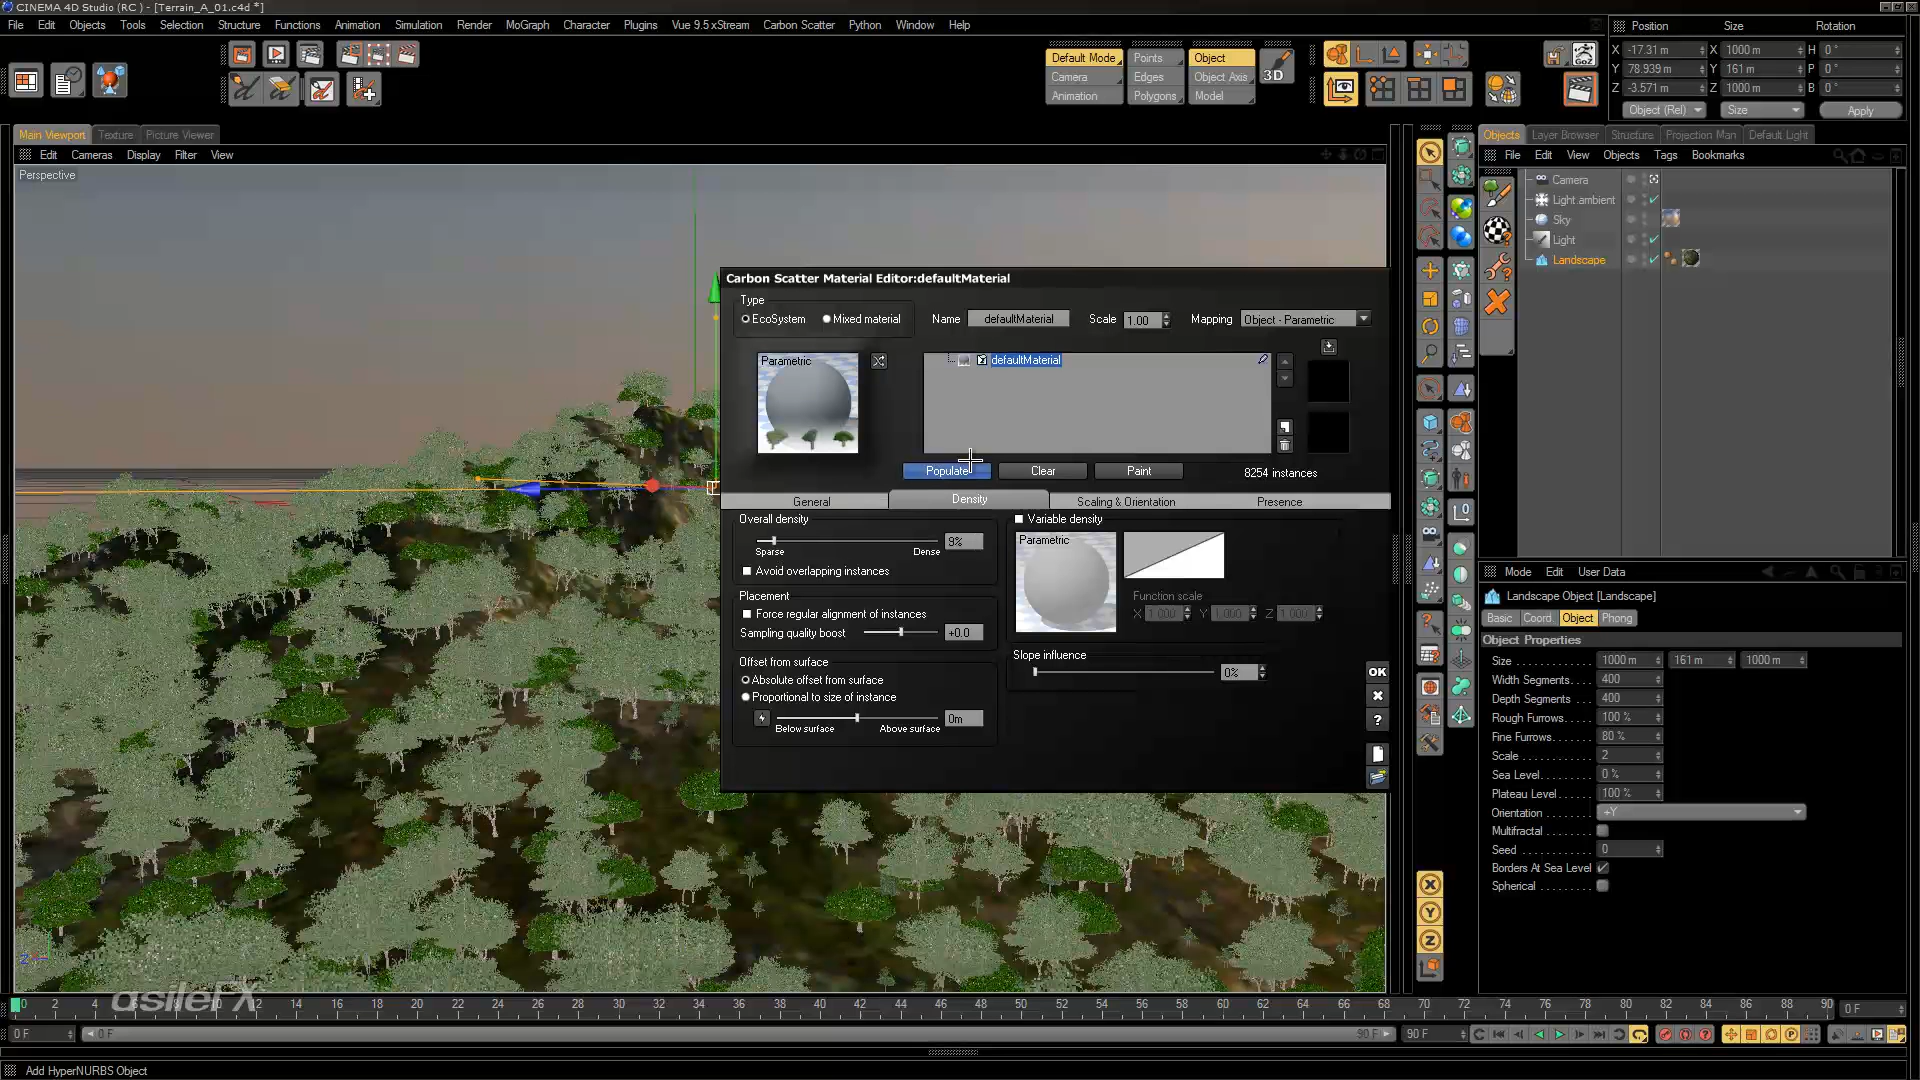 CINEMA 4D Studio (RC ) - [Terrain_A_01.c4d *]
File Edit Objects Tools Selection Structure Functions Animation Simulation Render MoGraph Character Plugins Vue 9.5 xStream Carbon Scatter Python Window Help
Default Mode Points Object
Camera Edges Object Axis
Animation Polygons Model
3D
GoZ
Position Size Rotation
X -17.31 m X 1000 m H 0 °
Y 78.939 m Y 161 m P 0 °
Z -3.571 m Z 1000 m B 0 °
Object (Rel) Size Apply
Main Viewport Texture Picture Viewer
Edit Cameras Display Filter View
Perspective
Objects Layer Browser Structure Projection Man Default Light
File Edit View Objects Tags Bookmarks
Camera
Light.ambient
Sky
Light
Landscape
Carbon Scatter Material Editor:defaultMaterial
Type
EcoSystem Mixed material Name defaultMaterial Scale 1.00 Mapping Object - Parametric
Parametric
defaultMaterial
Populate Clear Paint 8254 instances
General Density Scaling & Orientation Presence
Overall density
9%
Sparse Dense
Avoid overlapping instances
Placement
Force regular alignment of instances
Sampling quality boost +0.0
Offset from surface
Absolute offset from surface
Proportional to size of instance
0m
Below surface Above surface
Variable density
Parametric
Function scale
X 1.000 Y 1.000 Z 1.000
Slope influence
0%
OK
?
Mode Edit User Data
Landscape Object [Landscape]
Basic Coord Object Phong
Object Properties
Size 1000 m 161 m 1000 m
Width Segments 400
Depth Segments 400
Rough Furrows 100 %
Fine Furrows 80 %
Scale 2
Sea Level 0 %
Plateau Level 100 %
Orientation +Y
Multifractal
Seed 0
Borders At Sea Level
Spherical
X
Y
Z
Z
asileFX
0 2 4 6 8 10 12 14 16 18 20 22 24 26 28 30 32 34 36 38 40 42 44 46 48 50 52 54 56 58 60 62 64 66 68 70 72 74 76 78 80 82 84 86 88 90 0 F
0 F 0 F 90 F 90 F
Add HyperNURBS Object